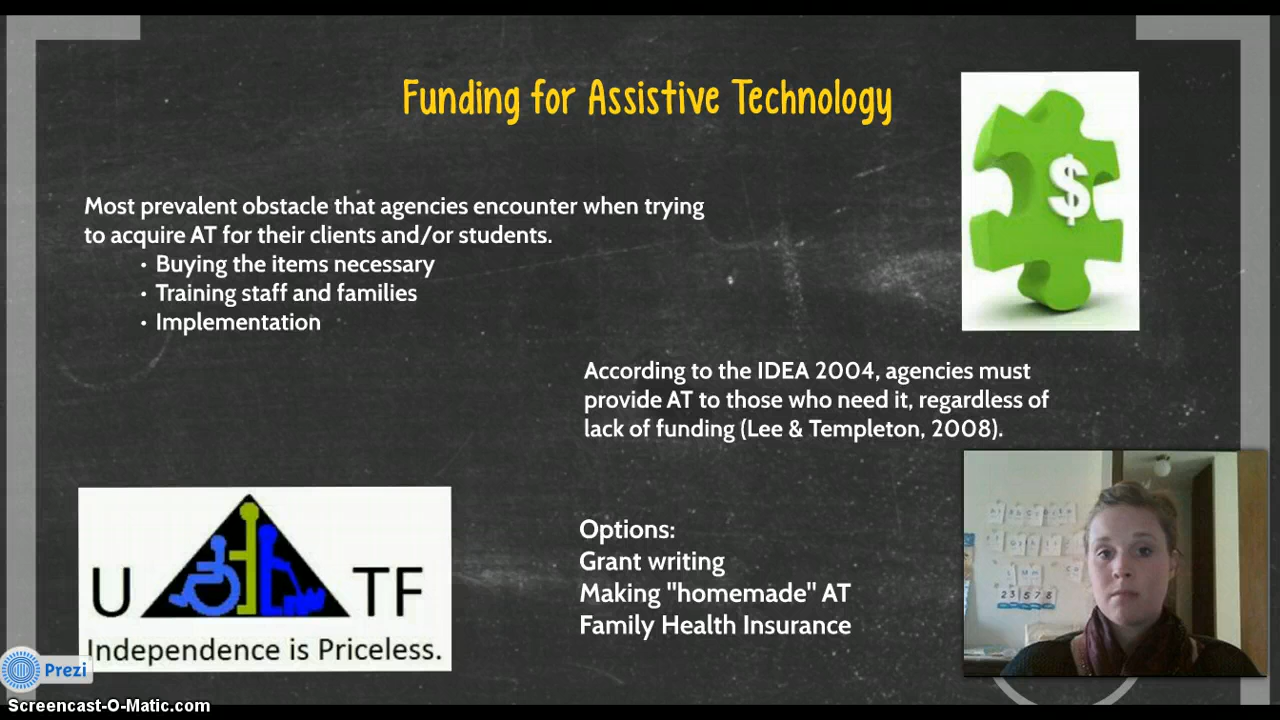 Funding for Assistive Technology
$
Most prevalent obstacle that agencies encounter when trying
to acquire AT for their clients and/or students.
• Buying the items necessary
• Training staff and families
• Implementation
According to the IDEA 2004, agencies must
provide AT to those who need it, regardless of
lack of funding (Lee & Templeton, 2008).
Options:
Grant writing
Making "homemade" AT
Family Health Insurance
U TF
Independence is Priceless.
Prezi
Screencast-O-Matic.com